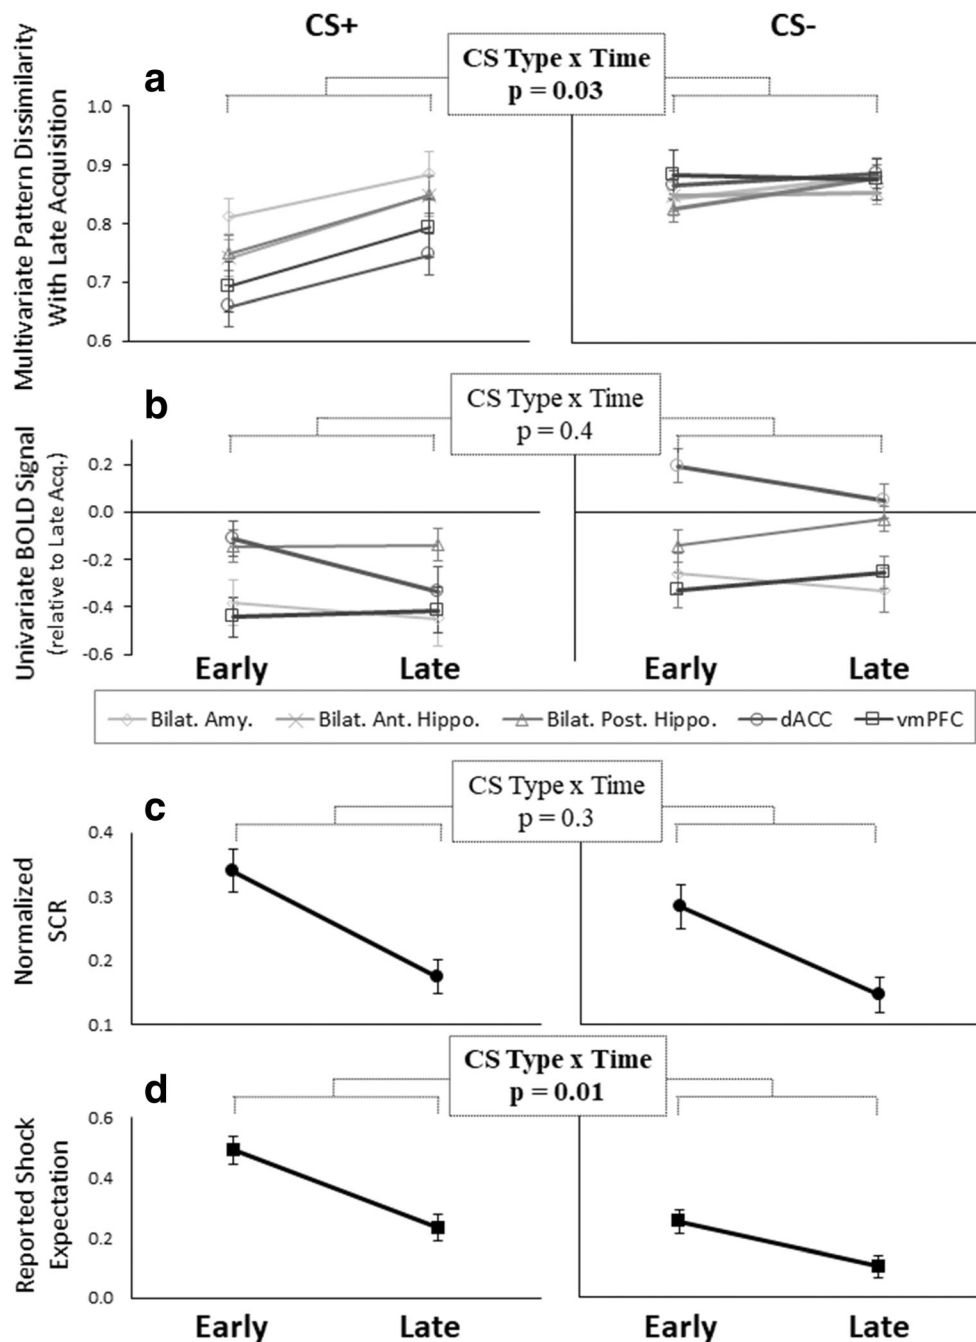 CS+
CS-
a
CS Type x Time
p = 0.03
Multivariate Pattern Dissimilarity
With Late Acquisition
1.0
0.9
0.8
0.7
0.6
b
CS Type x Time
p = 0.4
Univariate BOLD Signal
(relative to Late Acq.)
0.2
0.0
-0.2
-0.4
-0.6
Early
Late
Early
Late
Bilat. Amy.
Bilat. Ant. Hippo.
Bilat. Post. Hippo.
dACC
vmPFC
c
CS Type x Time
p = 0.3
Normalized
SCR
0.4
0.3
0.2
0.1
d
CS Type x Time
p = 0.01
Reported Shock
Expectation
0.6
0.4
0.2
0.0
Early
Late
Early
Late